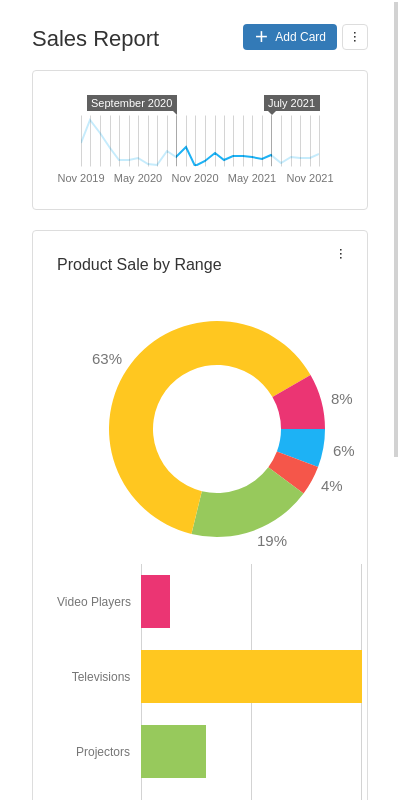 Sales Report
Add Card
September 2020
July 2021
Nov 2019 May 2020 Nov 2020 May 2021 Nov 2021
Product Sale by Range
63%
8%
6%
4%
19%
Video Players
Televisions
Projectors